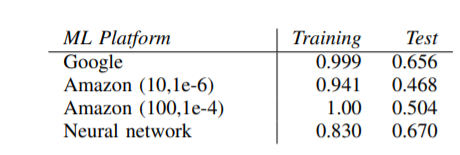 ML Platform Training Test
Google 0.999 0.656
Amazon (10,1e-6) 0.941 0.468
Amazon (100,1e-4) 1.00 0.504
Neural network 0.830 0.670